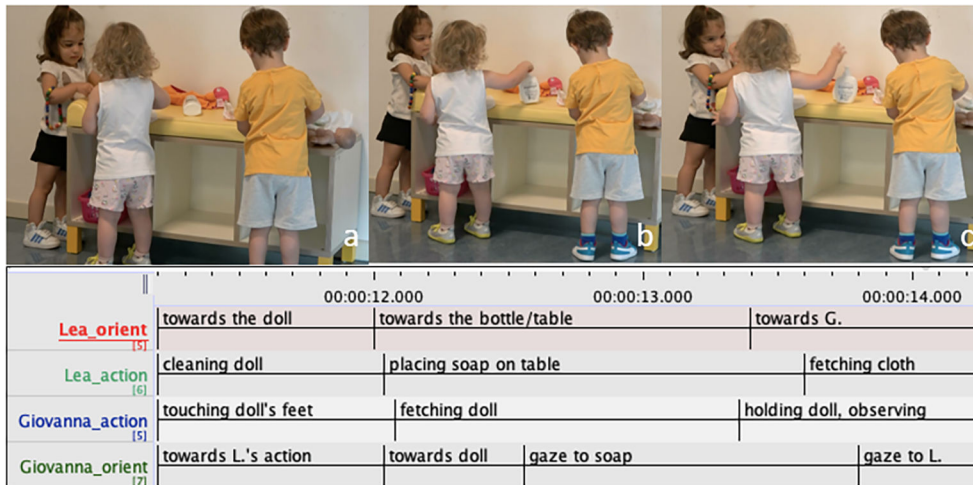 a
b
c
00:00:12.000 00:00:13.000 00:00:14.000
Lea_orient [5] towards the doll towards the bottle/table towards G.
Lea_action [6] cleaning doll placing soap on table fetching cloth
Giovanna_action [5] touching doll's feet fetching doll holding doll, observing
Giovanna_orient [7] towards L.'s action towards doll gaze to soap gaze to L.